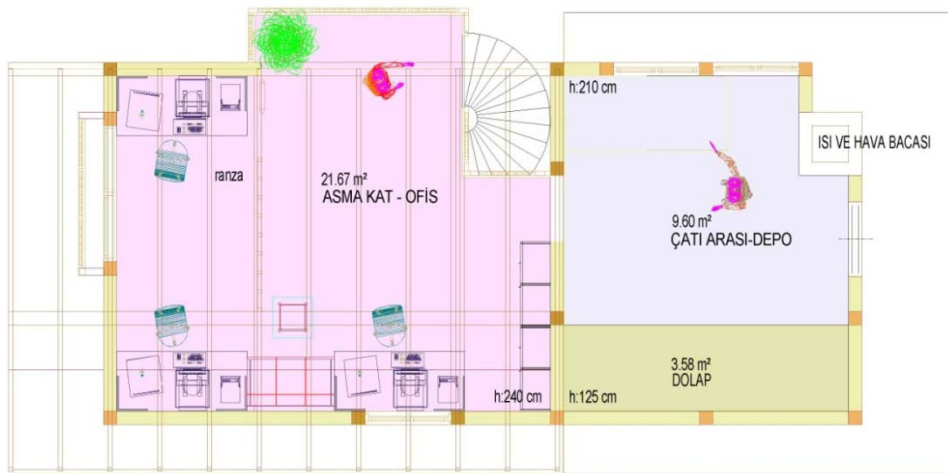 h:210 cm
ISI VE HAVA BACASI
ranza
21.67 m²
ASMA KAT - OFİS
9.60 m²
ÇATI ARASI-DEPO
3.58 m²
DOLAP
h:240 cm
h:125 cm